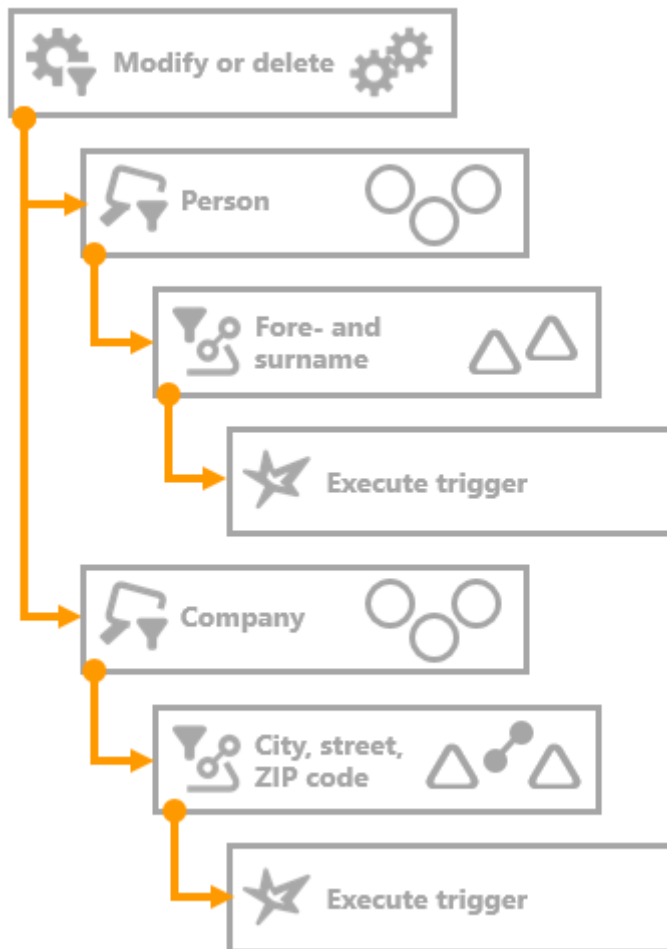 Modify or delete
Person
Fore- and
surname
Execute trigger
Company
City, street,
ZIP code
Execute trigger